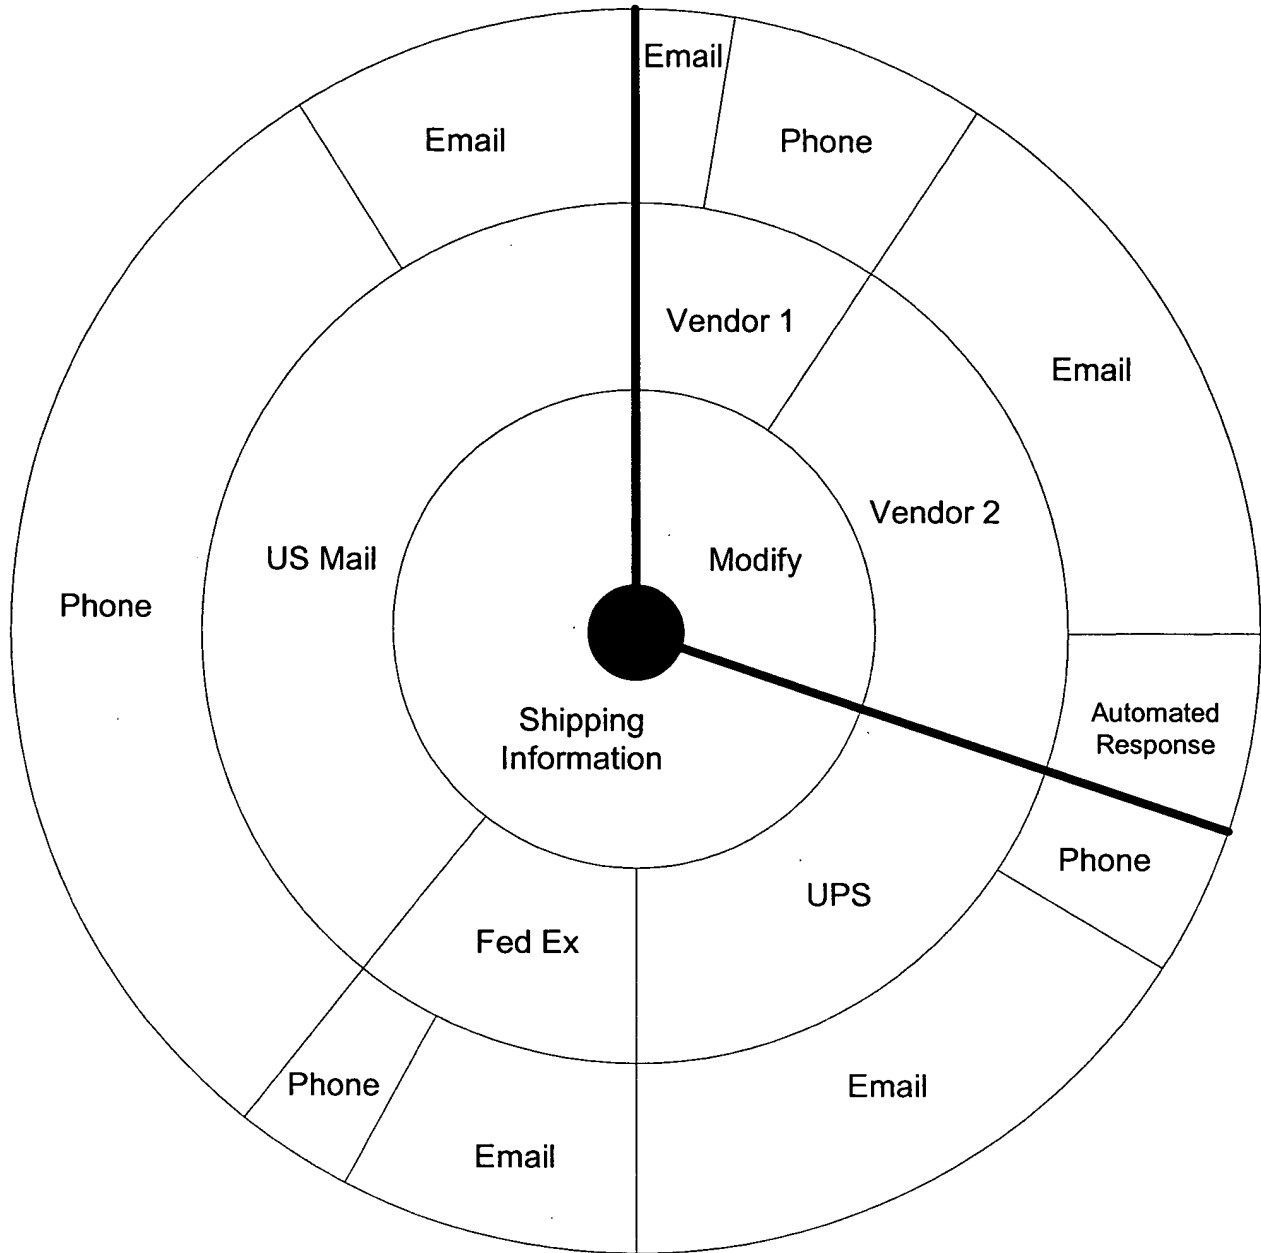 Email
Email
Phone
Vendor 1
Email
Vendor 2
US Mail
Modify
Phone
Shipping
Information
Automated
Response
Phone
UPS
Fed Ex
Phone
Email
Email